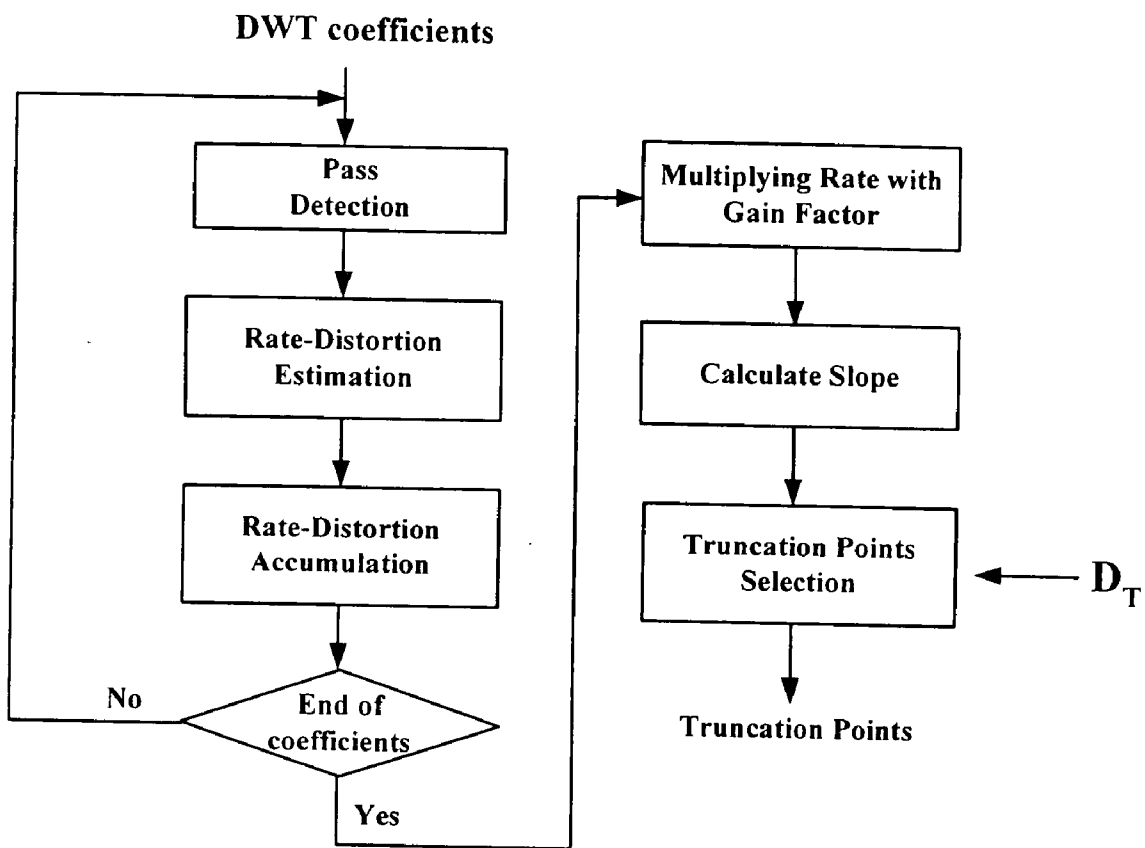 DWT coefficients
Pass
Detection
Rate-Distortion
Estimation
Rate-Distortion
Accumulation
End of
coefficients
No
Yes
Multiplying Rate with
Gain Factor
Calculate Slope
Truncation Points
Selection
D_T
Truncation Points